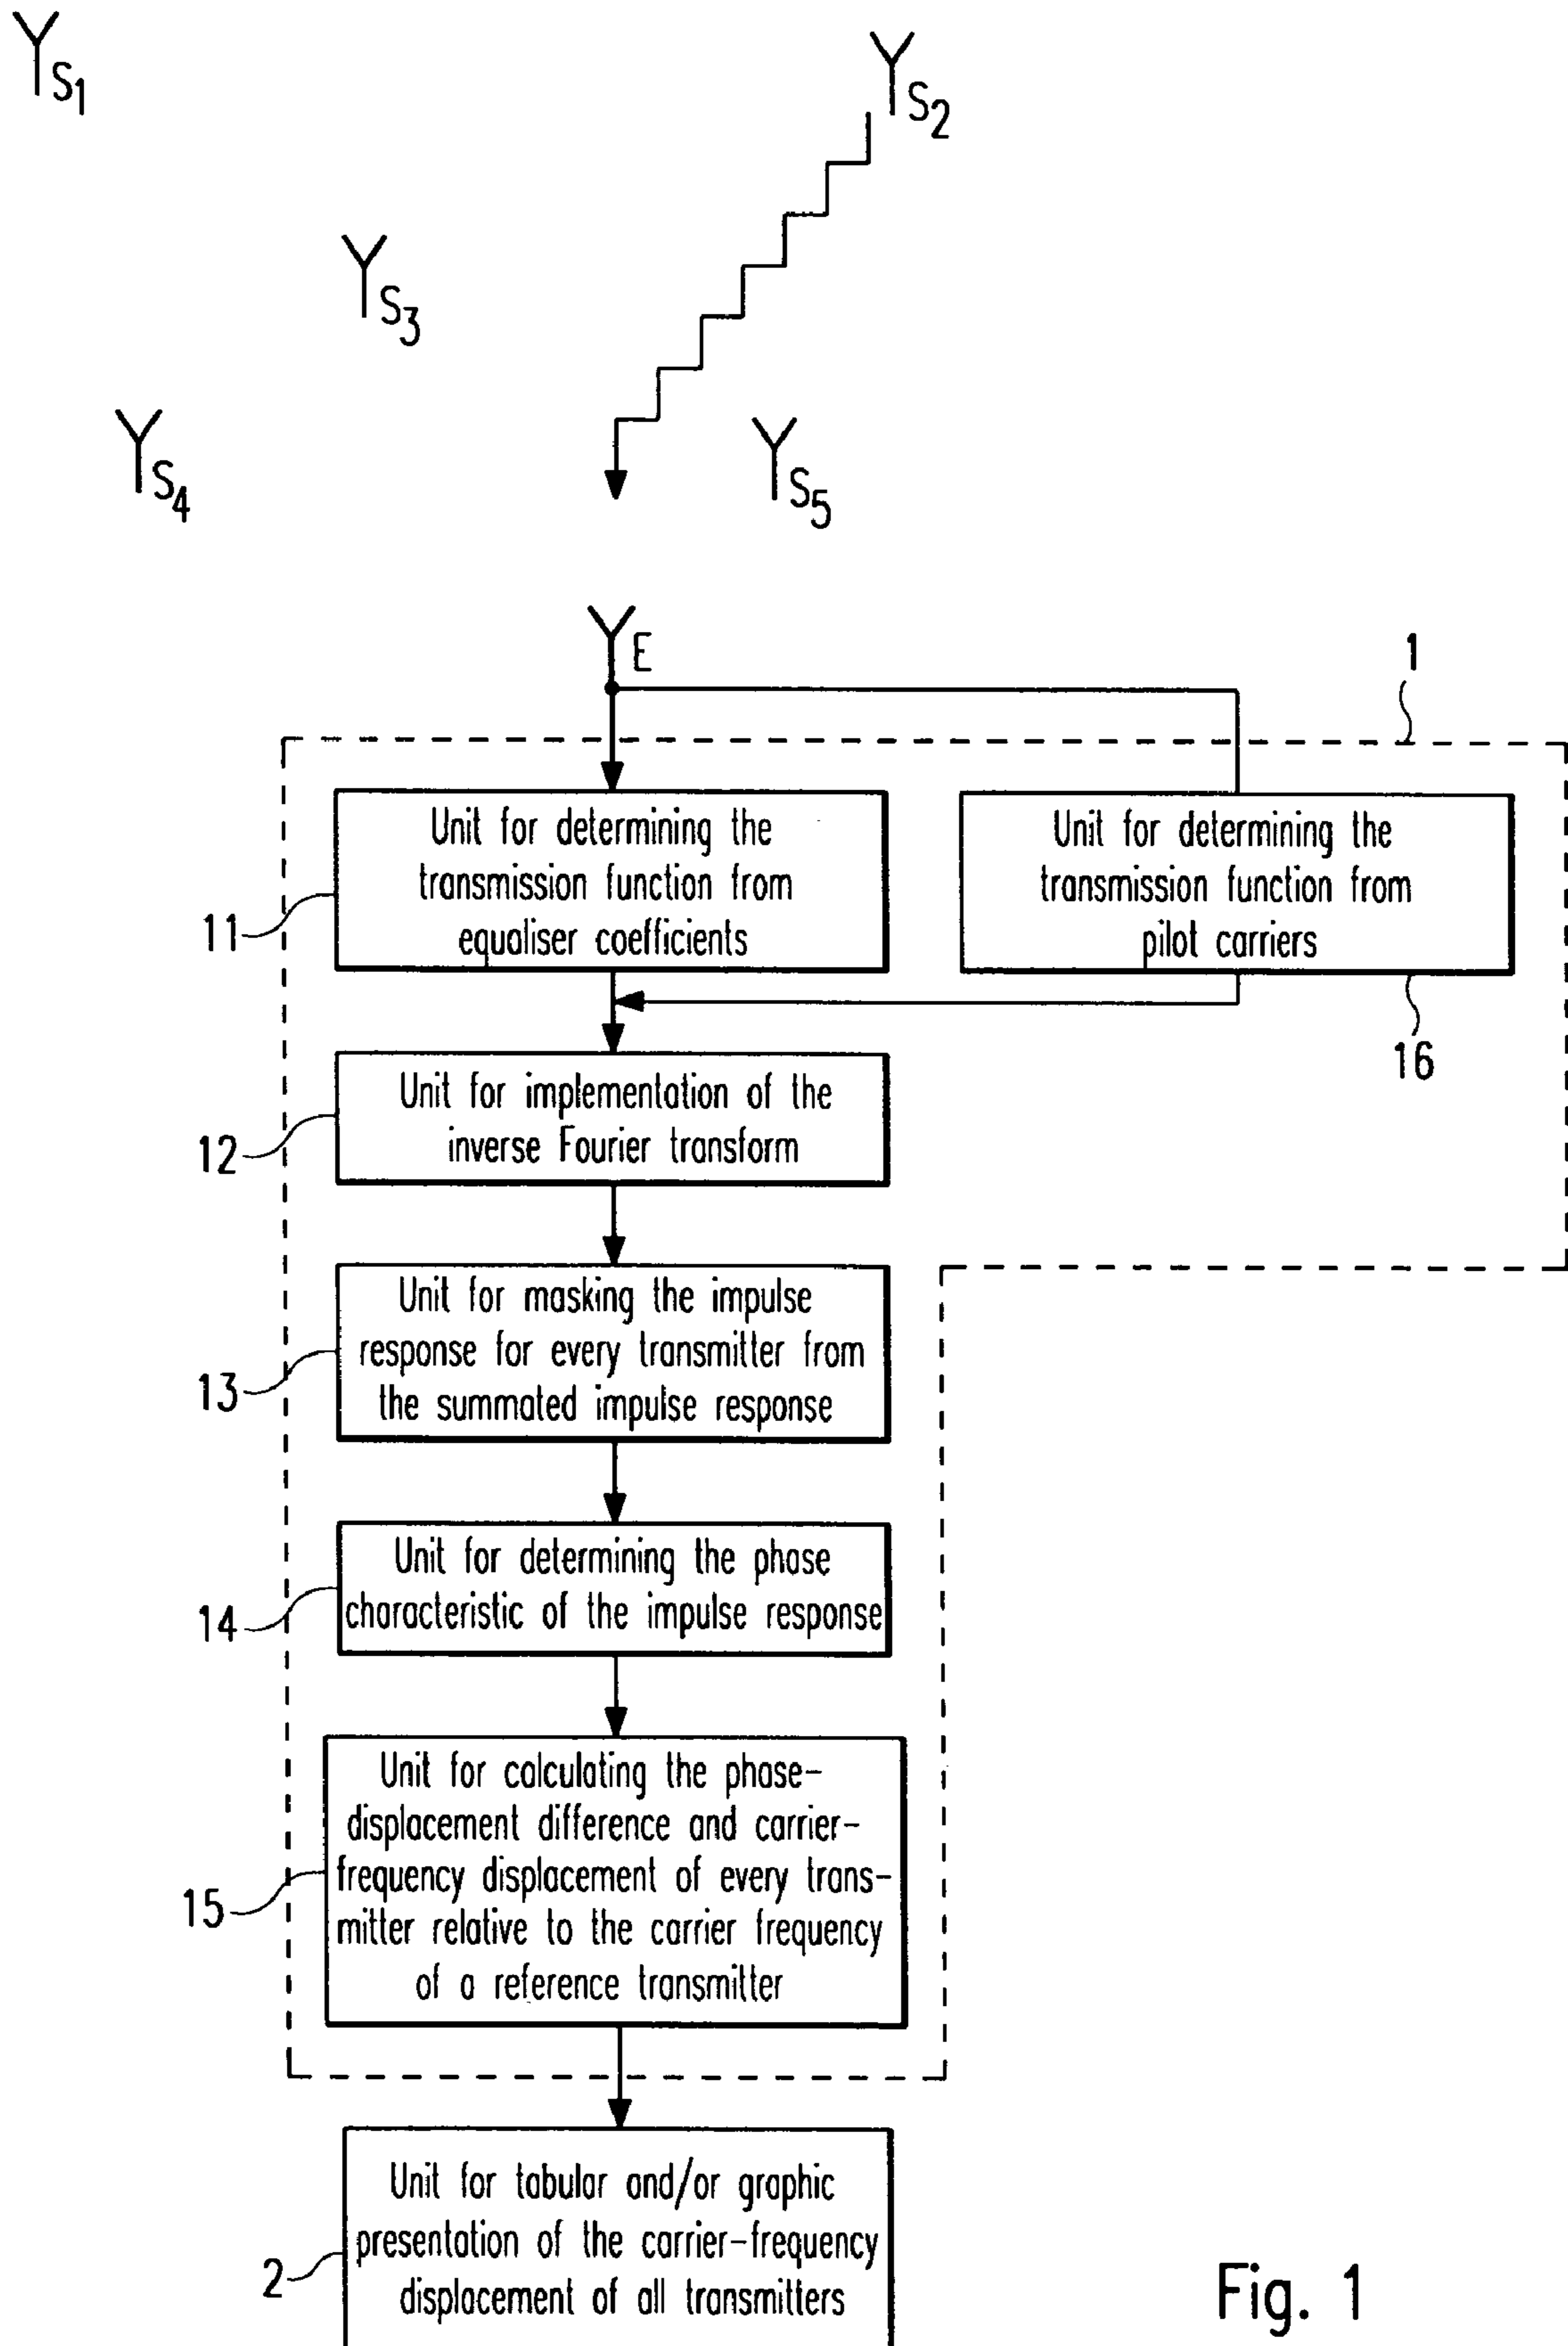 S1
S2
S3
S4
S5
E
1
Unit for determining the
transmission function from
equaliser coefficients
11
Unit for determining the
transmission function from
pilot carriers
16
Unit for implementation of the
inverse Fourier transform
12
Unit for masking the impulse
response for every transmitter from
the summated impulse response
13
Unit for determining the phase
characteristic of the impulse response
14
Unit for calculating the phase-
displacement difference and carrier-
frequency displacement of every trans-
mitter relative to the carrier frequency
of a reference transmitter
15
Unit for tabular and/or graphic
presentation of the carrier-frequency
displacement of all transmitters
2
Fig. 1